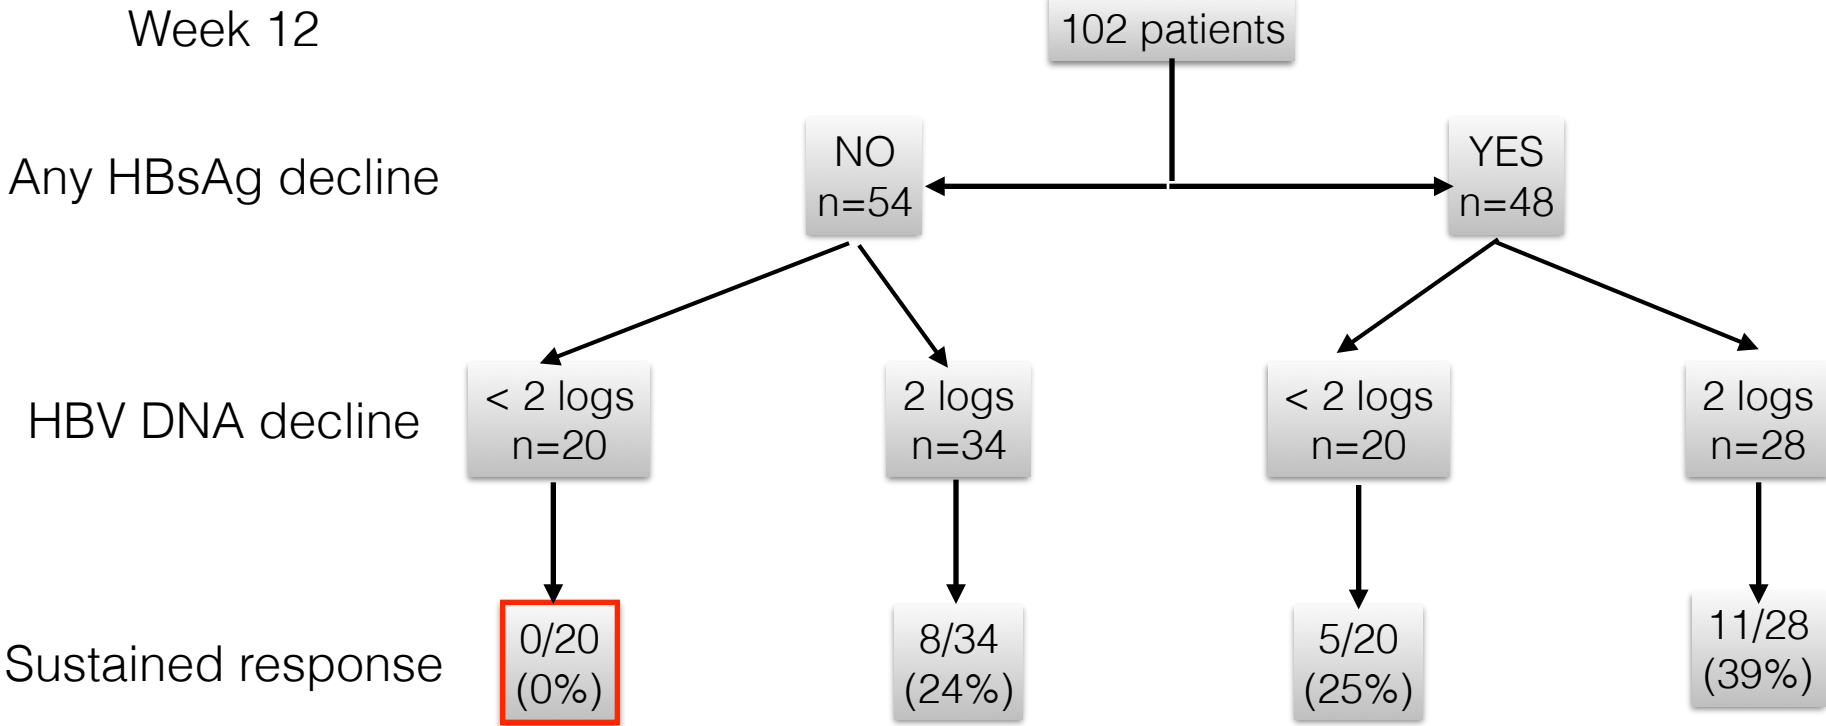 Week 12
102 patients
Any HBsAg decline
NO
n=54
YES
n=48
HBV DNA decline
< 2 logs
n=20
2 logs
n=34
< 2 logs
n=20
2 logs
n=28
Sustained response
0/20
(0%)
8/34
(24%)
5/20
(25%)
11/28
(39%)